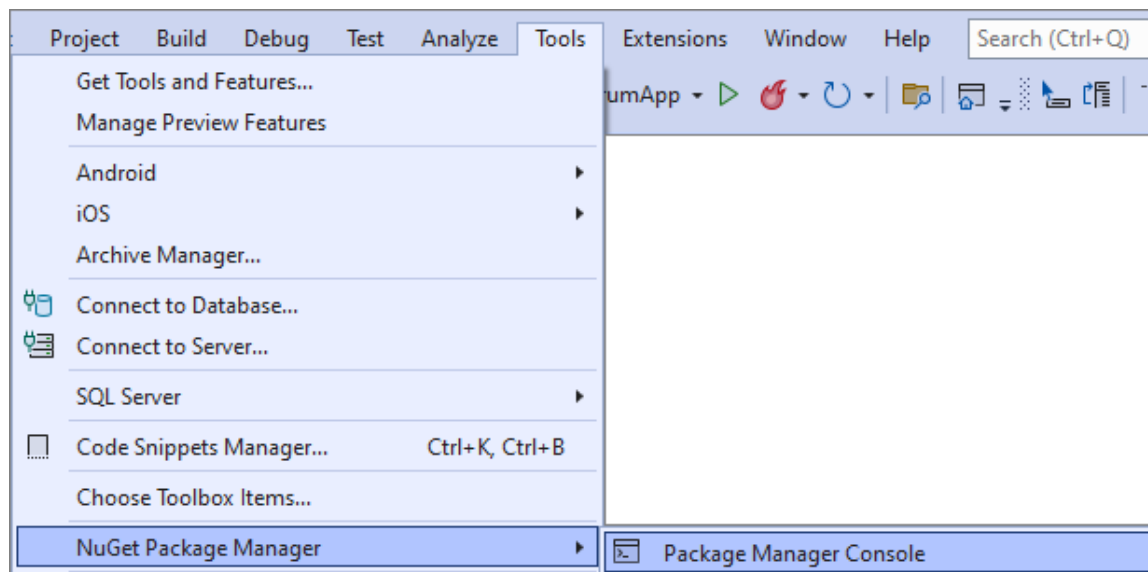 Project Build Debug Test Analyze Tools Extensions Window Help Search (Ctrl+Q)
Get Tools and Features...
umApp
Manage Preview Features
Android
iOS
Archive Manager...
Connect to Database...
Connect to Server...
SQL Server
Code Snippets Manager... Ctrl+K, Ctrl+B
Choose Toolbox Items...
NuGet Package Manager
Package Manager Console